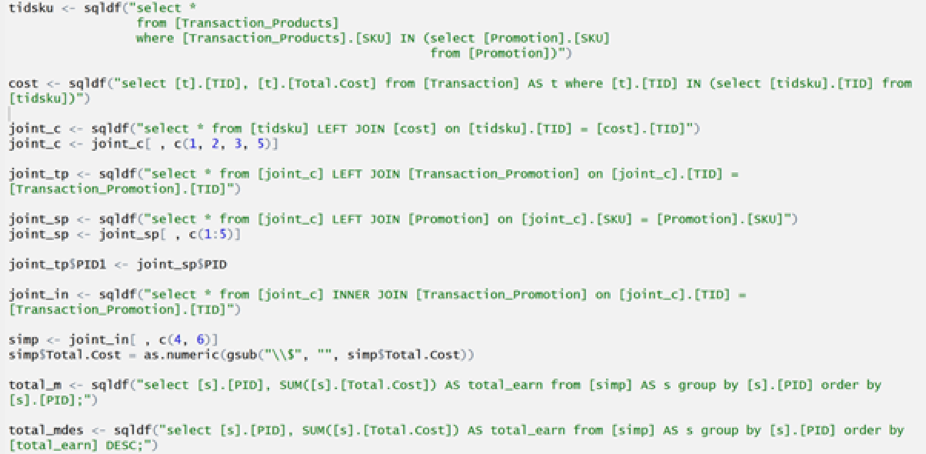 tidsku <- sqldf("select *
from [Transaction_Products]
where [Transaction_Products].[SKU] IN (select [Promotion].[SKU]
from [Promotion])")
cost <- sqldf("select [t].[TID], [t].[Total.Cost] from [Transaction] AS t where [t].[TID] IN (select [tidsku].[TID] from
[tidsku])")
joint_c <- sqldf("select * from [tidsku] LEFT JOIN [cost] on [tidsku].[TID] = [cost].[TID]")
joint_c <- joint_c[ , c(1, 2, 3, 5)]
joint_tp <- sqldf("select * from [joint_c] LEFT JOIN [Transaction_Promotion] on [joint_c].[TID] =
[Transaction_Promotion].[TID]")
joint_sp <- sqldf("select * from [joint_c] LEFT JOIN [Promotion] on [joint_c].[SKU] = [Promotion].[SKU]")
joint_sp <- joint_sp[ , c(1:5)]
joint_tp$PID1 <- joint_sp$PID
joint_in <- sqldf("select * from [joint_c] INNER JOIN [Transaction_Promotion] on [joint_c].[TID] =
[Transaction_Promotion].[TID]")
simp <- joint_in[ , c(4, 6)]
simp$Total.Cost = as.numeric(gsub("\\$", "", simp$Total.Cost))
total_m <- sqldf("select [s].[PID], SUM([s].[Total.Cost]) AS total_earn from [simp] AS s group by [s].[PID] order by
[s].[PID];")
total_mdes <- sqldf("select [s].[PID], SUM([s].[Total.Cost]) AS total_earn from [simp] AS s group by [s].[PID] order by
[total_earn] DESC;")